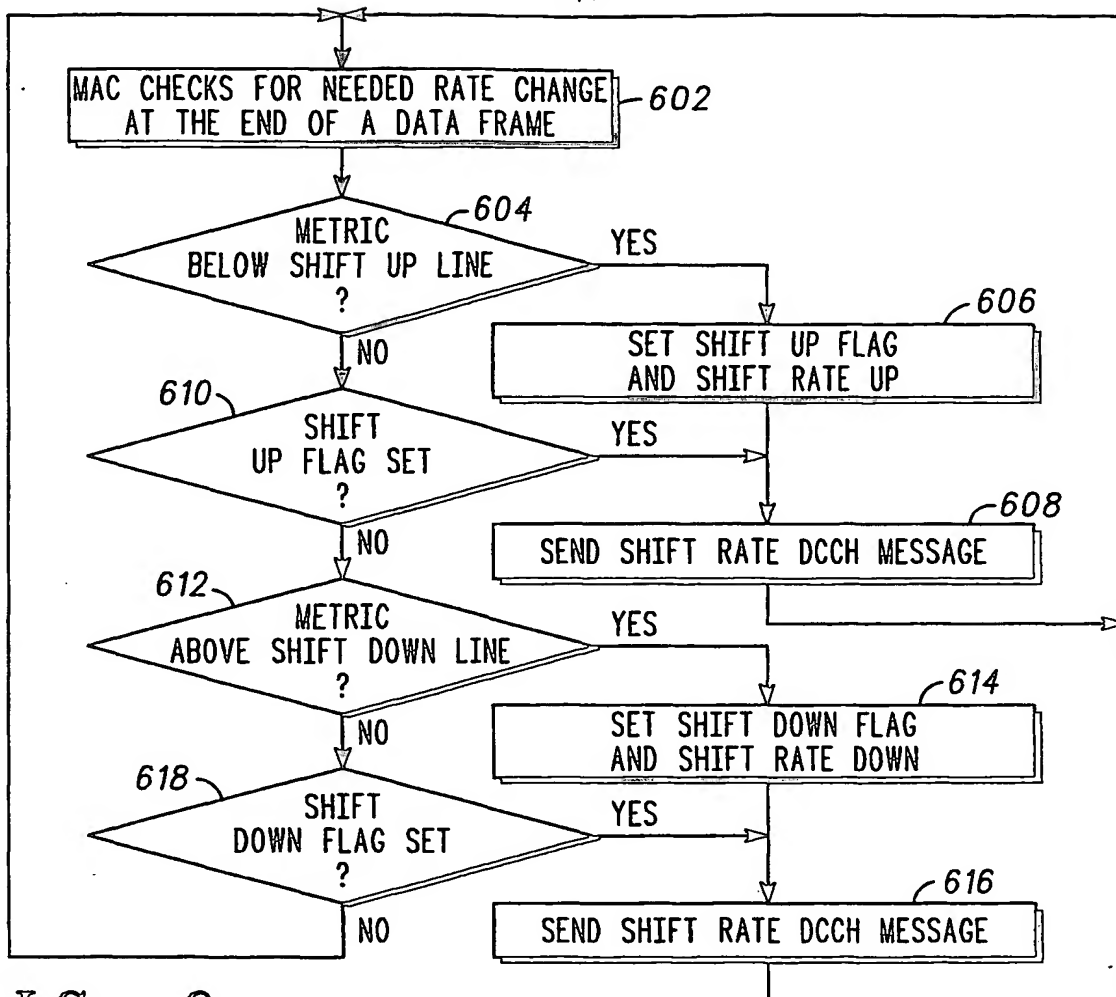 MAC CHECKS FOR NEEDED RATE CHANGE
AT THE END OF A DATA FRAME
602
METRIC
BELOW SHIFT UP LINE
?
604
YES
NO
606
SET SHIFT UP FLAG
AND SHIFT RATE UP
610
SHIFT
UP FLAG SET
?
YES
NO
608
SEND SHIFT RATE DCCH MESSAGE
612
METRIC
ABOVE SHIFT DOWN LINE
?
YES
NO
614
SET SHIFT DOWN FLAG
AND SHIFT RATE DOWN
618
SHIFT
DOWN FLAG SET
?
YES
NO
616
SEND SHIFT RATE DCCH MESSAGE